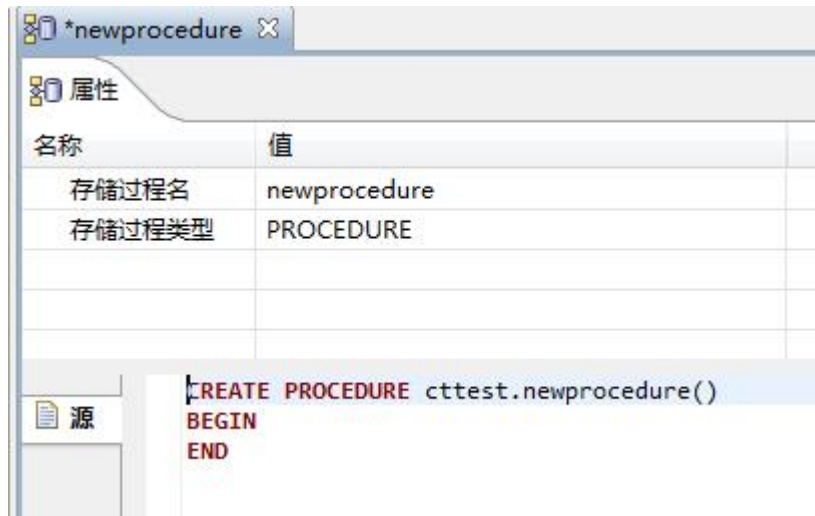 *newprocedure
属性
名称 值
存储过程名 newprocedure
存储过程类型 PROCEDURE
源
CREATE PROCEDURE cttest.newprocedure()
BEGIN
END